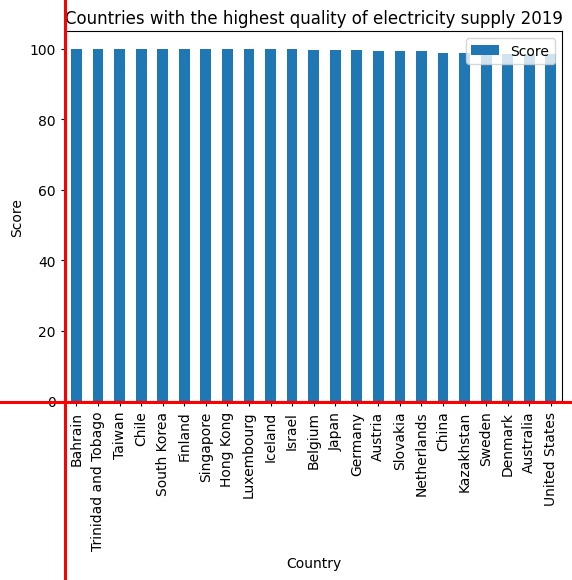 Countries with the highest quality of electricity supply 2019
Score
100
80
60
40
20
0
Score
Bahrain
Trinidad and Tobago
Taiwan
Chile
South Korea
Finland
Singapore
Hong Kong
Luxembourg
Iceland
Israel
Belgium
Japan
Germany
Austria
Slovakia
Netherlands
China
Kazakhstan
Sweden
Denmark
Australia
United States
Country